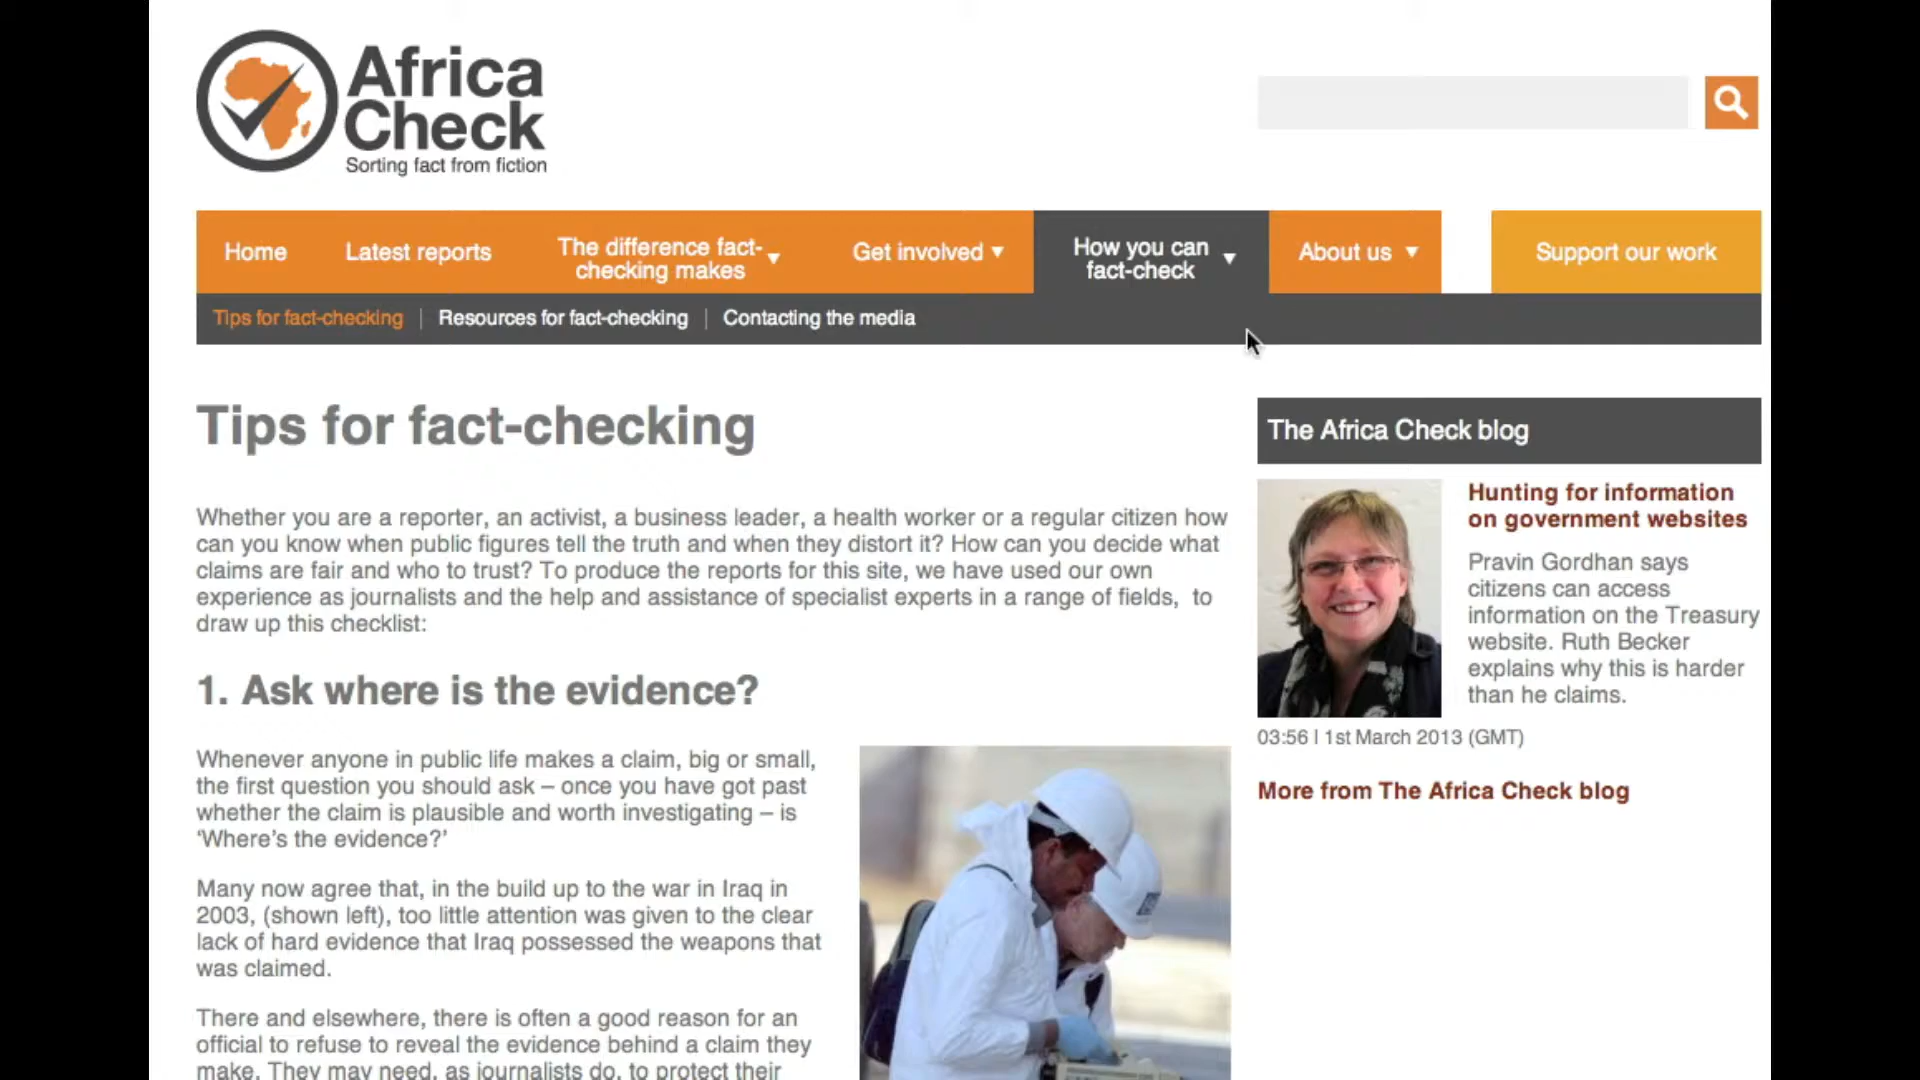 Africa
Check
Sorting fact from fiction
Home
Latest reports
The difference fact-
checking makes
Get involved
How you can
fact-check
About us
Support our work
Tips for fact-checking
Resources for fact-checking
Contacting the media
Tips for fact-checking
Whether you are a reporter, an activist, a business leader, a health worker or a regular citizen how
can you know when public figures tell the truth and when they distort it? How can you decide what
claims are fair and who to trust? To produce the reports for this site, we have used our own
experience as journalists and the help and assistance of specialist experts in a range of fields, to
draw up this checklist:
1. Ask where is the evidence?
Whenever anyone in public life makes a claim, big or small,
the first question you should ask – once you have got past
whether the claim is plausible and worth investigating – is
‘Where’s the evidence?’
Many now agree that, in the build up to the war in Iraq in
2003, (shown left), too little attention was given to the clear
lack of hard evidence that Iraq possessed the weapons that
was claimed.
There and elsewhere, there is often a good reason for an
official to refuse to reveal the evidence behind a claim they
make. They may need, as journalists do, to protect their
The Africa Check blog
Hunting for information
on government websites
Pravin Gordhan says
citizens can access
information on the Treasury
website. Ruth Becker
explains why this is harder
than he claims.
03:56 | 1st March 2013 (GMT)
More from The Africa Check blog